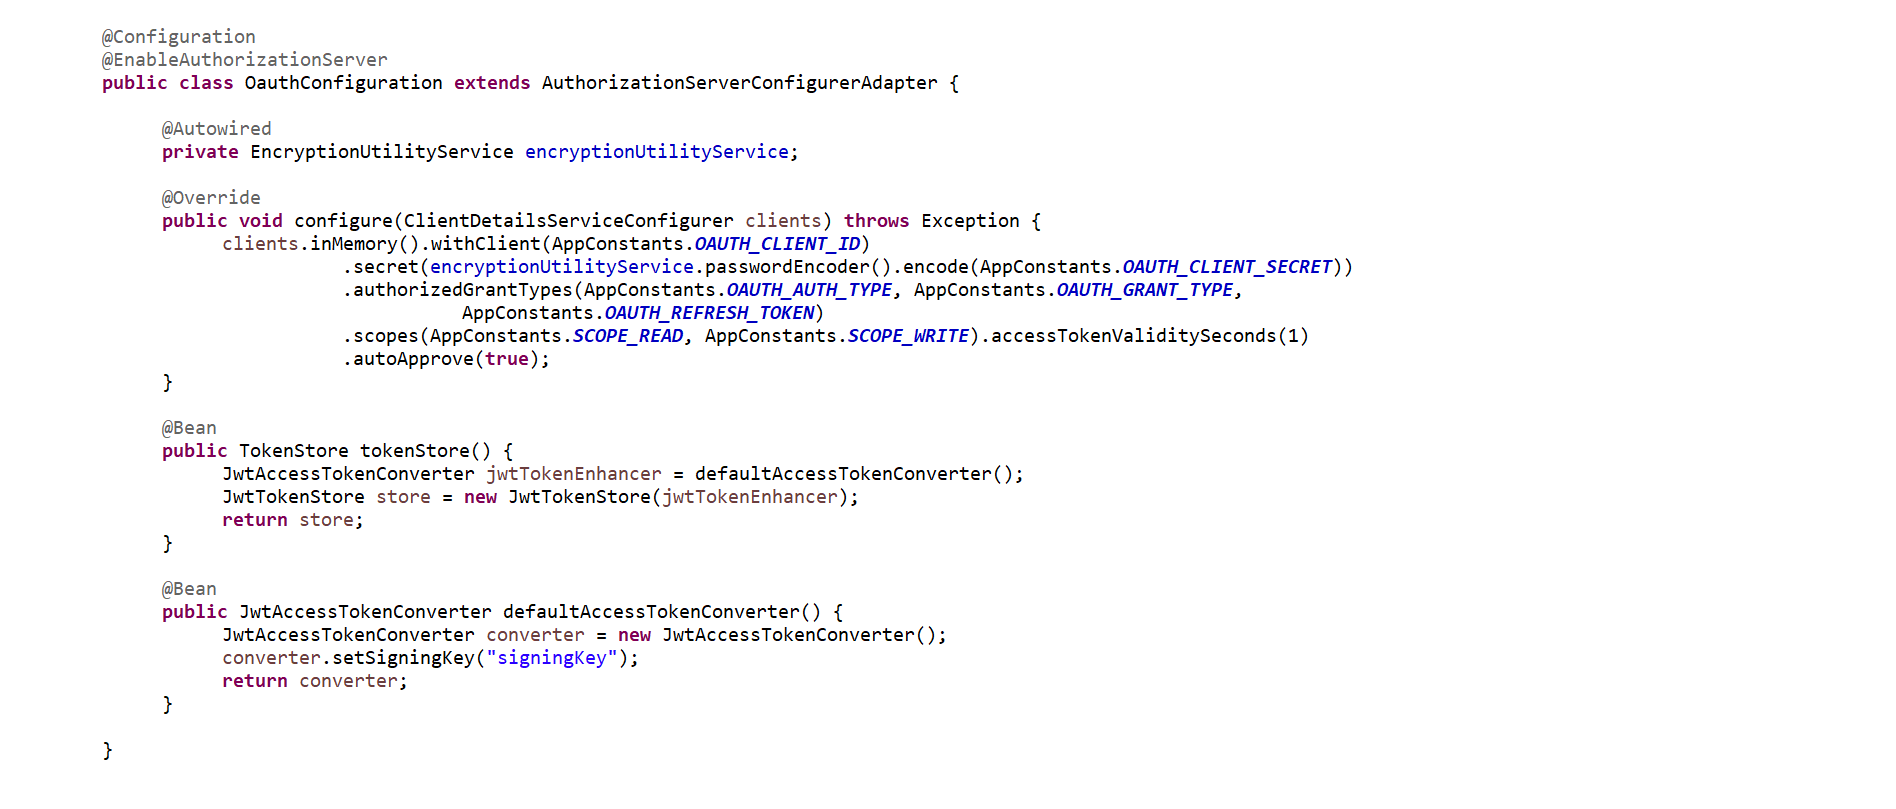 @Configuration
@EnableAuthorizationServer
public class OauthConfiguration extends AuthorizationServerConfigurerAdapter {
@Autowired
private EncryptionUtilityService encryptionUtilityService;
@Override
public void configure(ClientDetailsServiceConfigurer clients) throws Exception {
clients.inMemory().withClient(AppConstants.OAUTH_CLIENT_ID)
.secret(encryptionUtilityService.passwordEncoder().encode(AppConstants.OAUTH_CLIENT_SECRET))
.authorizedGrantTypes(AppConstants.OAUTH_AUTH_TYPE, AppConstants.OAUTH_GRANT_TYPE,
AppConstants.OAUTH_REFRESH_TOKEN)
.scopes(AppConstants.SCOPE_READ, AppConstants.SCOPE_WRITE).accessTokenValiditySeconds(1)
.autoApprove(true);
}
@Bean
public TokenStore tokenStore() {
JwtAccessTokenConverter jwtTokenEnhancer = defaultAccessTokenConverter();
JwtTokenStore store = new JwtTokenStore(jwtTokenEnhancer);
return store;
}
@Bean
public JwtAccessTokenConverter defaultAccessTokenConverter() {
JwtAccessTokenConverter converter = new JwtAccessTokenConverter();
converter.setSigningKey("signingKey");
return converter;
}
}